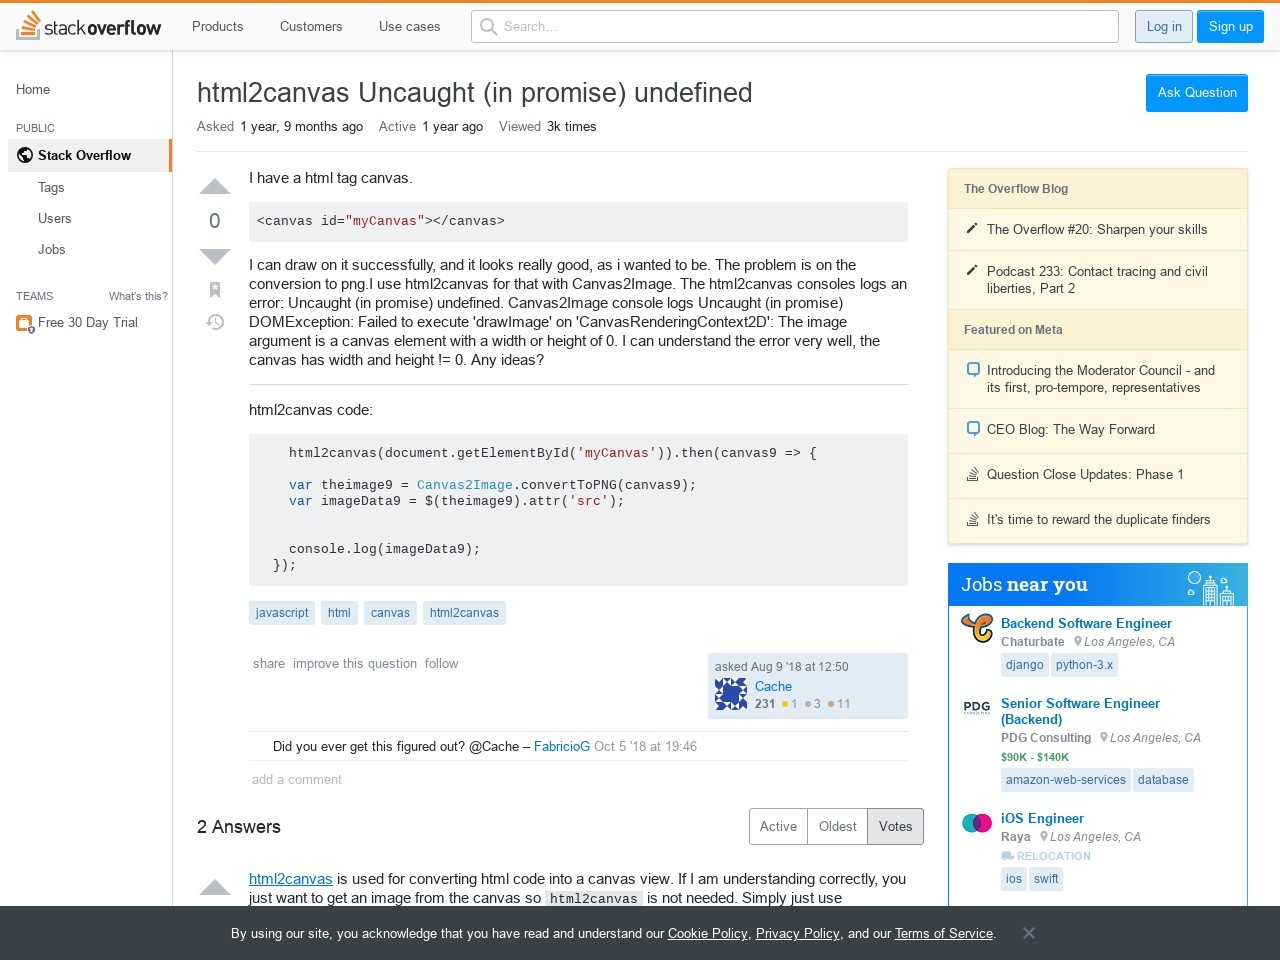 stackoverflow
Products
Customers
Use cases
Search...
Log in
Sign up
Home
PUBLIC
Stack Overflow
Tags
Users
Jobs
TEAMS
What's this?
Free 30 Day Trial
html2canvas Uncaught (in promise) undefined
Ask Question
Asked 1 year, 9 months ago Active 1 year ago Viewed 3k times
0
I have a html tag canvas.
<canvas id="myCanvas"></canvas>
I can draw on it successfully, and it looks really good, as i wanted to be. The problem is on the
conversion to png.I use html2canvas for that with Canvas2Image. The html2canvas consoles logs an
error: Uncaught (in promise) undefined. Canvas2Image console logs Uncaught (in promise)
DOMException: Failed to execute 'drawImage' on 'CanvasRenderingContext2D': The image
argument is a canvas element with a width or height of 0. I can understand the error very well, the
canvas has width and height != 0. Any ideas?
html2canvas code:
html2canvas(document.getElementById('myCanvas')).then(canvas9 => {
var theimage9 = Canvas2Image.convertToPNG(canvas9);
var imageData9 = $(theimage9).attr('src');
console.log(imageData9);
});
javascript html canvas html2canvas
share improve this question follow
asked Aug 9 '18 at 12:50
Cache
231 1 3 11
Did you ever get this figured out? @Cache – FabricioG Oct 5 '18 at 19:46
add a comment
2 Answers
Active
Oldest
Votes
html2canvas is used for converting html code into a canvas view. If I am understanding correctly, you
just want to get an image from the canvas so html2canvas is not needed. Simply just use
The Overflow Blog
The Overflow #20: Sharpen your skills
Podcast 233: Contact tracing and civil
liberties, Part 2
Featured on Meta
Introducing the Moderator Council - and
its first, pro-tempore, representatives
CEO Blog: The Way Forward
Question Close Updates: Phase 1
It's time to reward the duplicate finders
Jobs near you
Backend Software Engineer
Chaturbate Los Angeles, CA
django python-3.x
PDG
CONSULTING
Senior Software Engineer
(Backend)
PDG Consulting Los Angeles, CA
$90K - $140K
amazon-web-services database
iOS Engineer
Raya Los Angeles, CA
RELOCATION
ios swift
By using our site, you acknowledge that you have read and understand our Cookie Policy, Privacy Policy, and our Terms of Service.